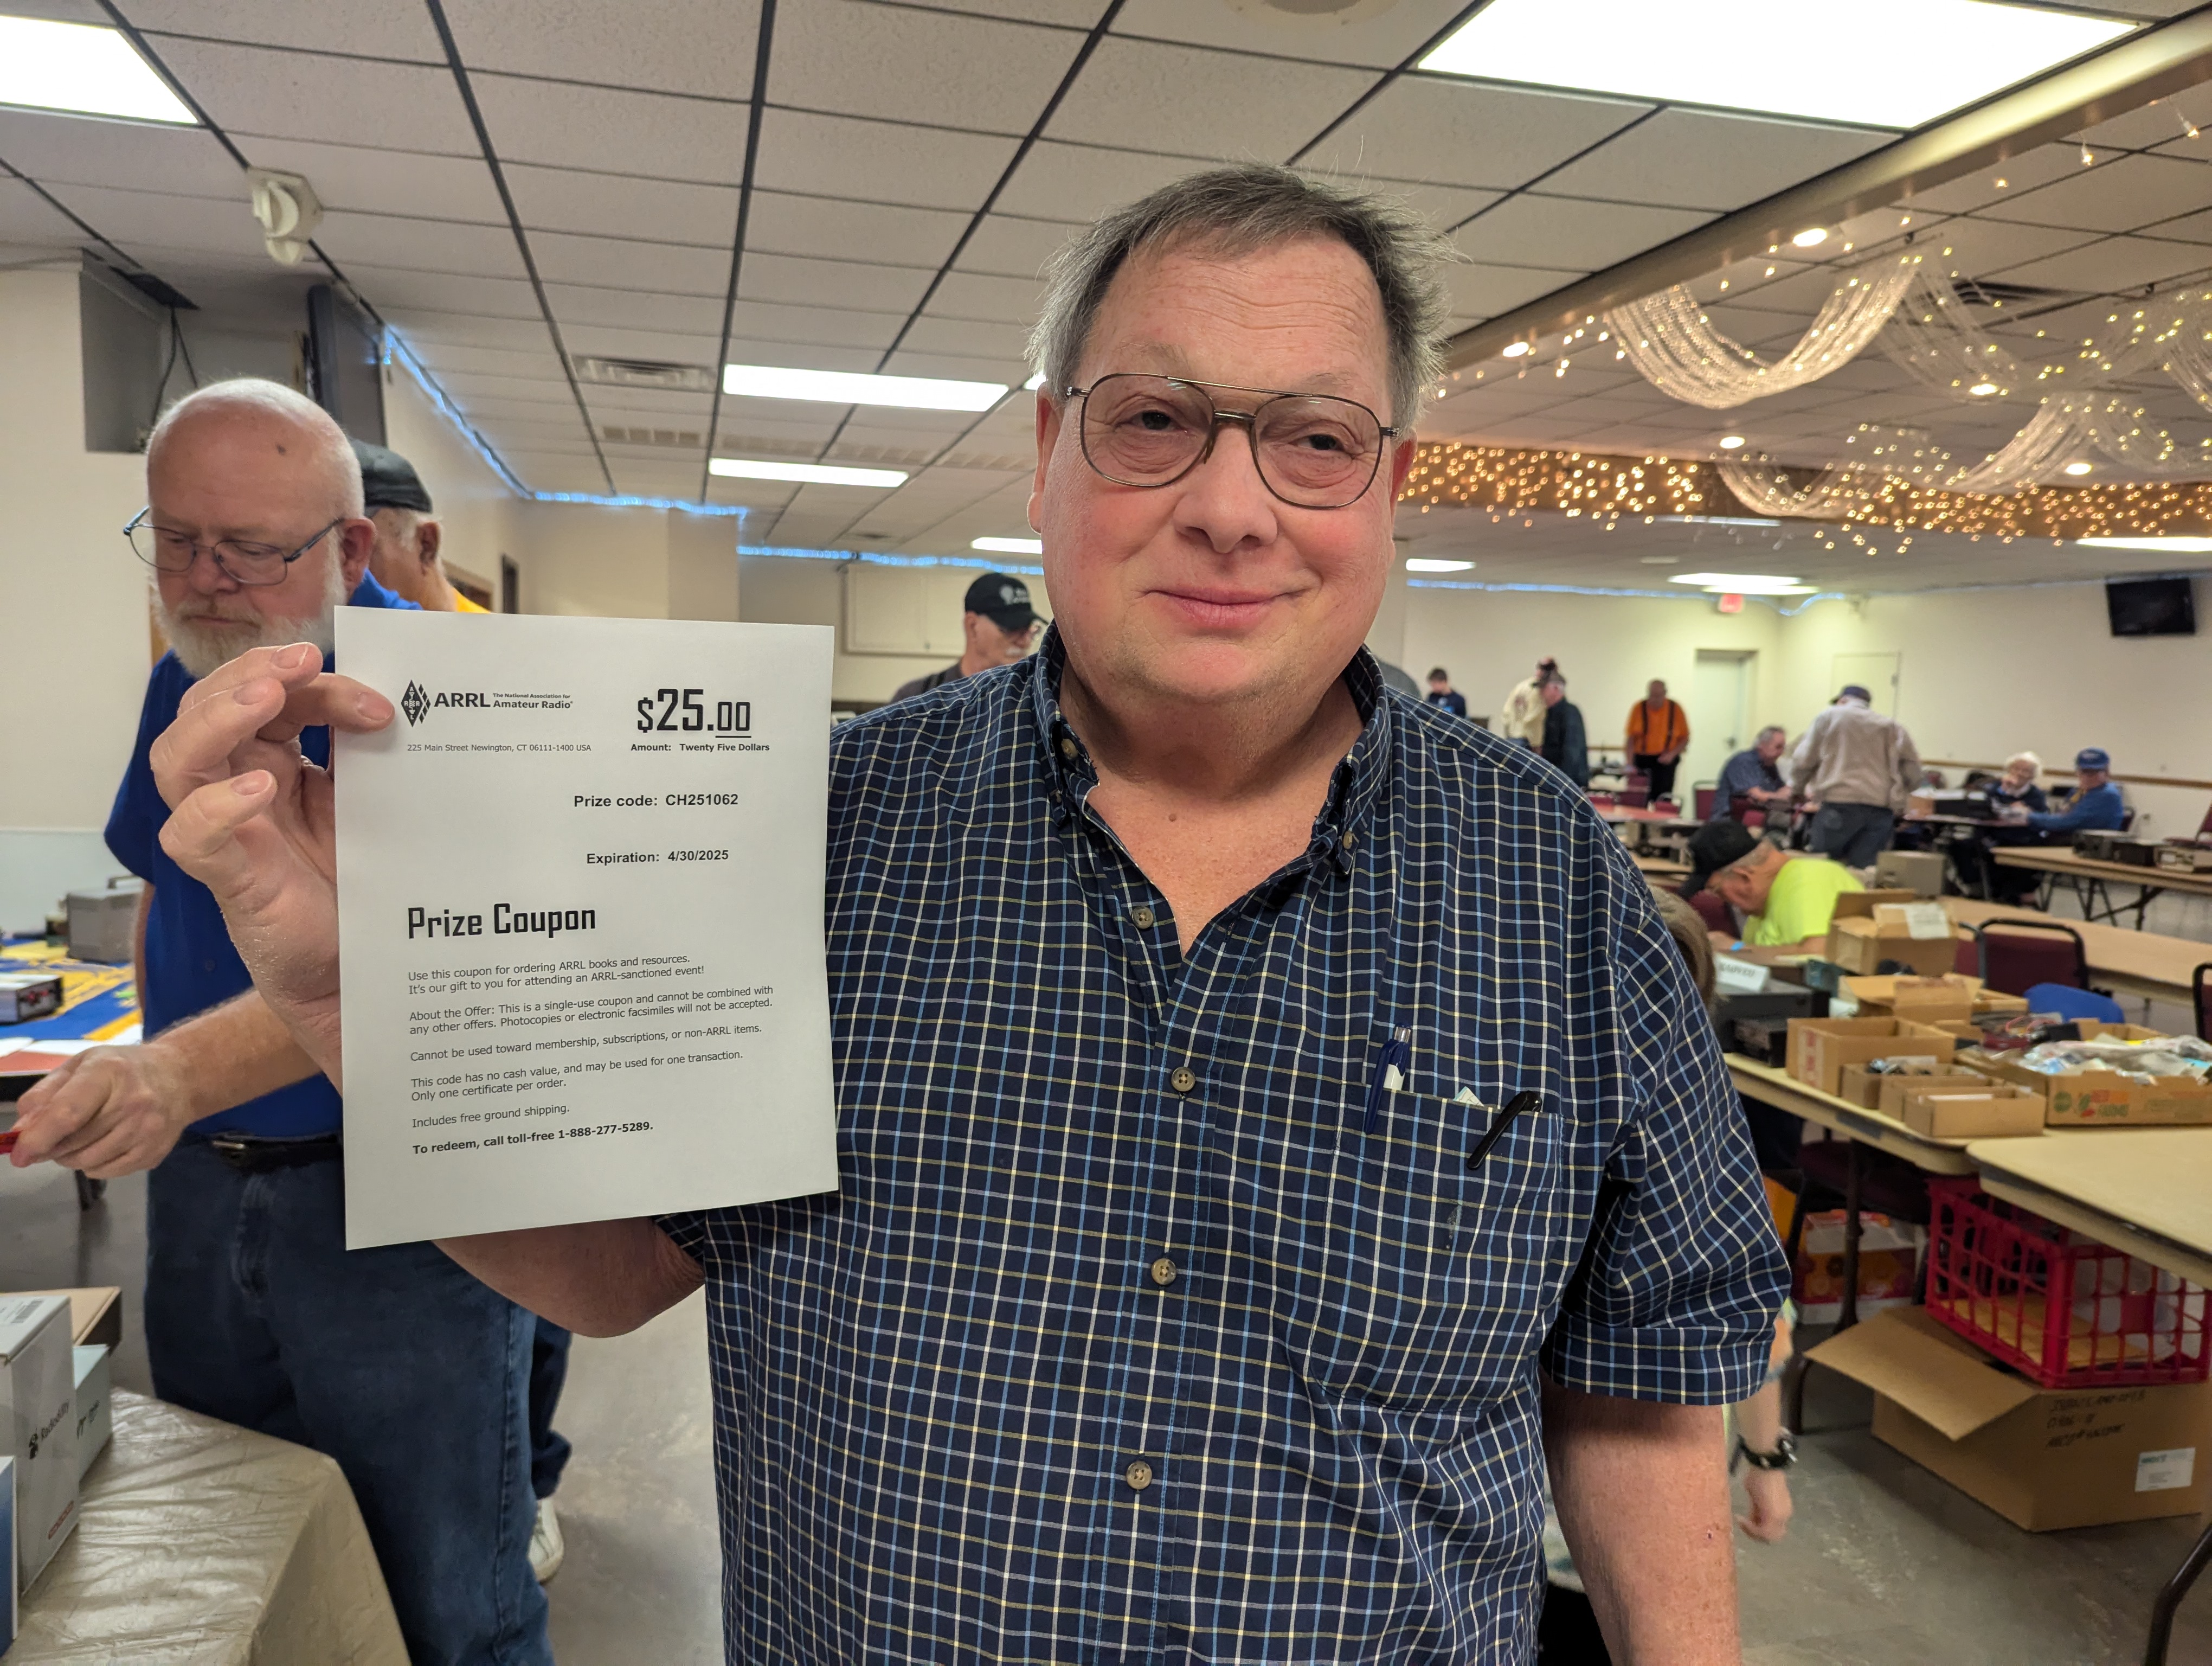 ARRL The National Association for
Amateur Radio®
$25.00
225 Main Street Newington, CT 06111-1400 USA
Amount: Twenty Five Dollars
Prize code: CH251062
Expiration: 4/30/2025
Prize Coupon
Use this coupon for ordering ARRL books and resources.
It's our gift to you for attending an ARRL-sanctioned event!
About the Offer: This is a single-use coupon and cannot be combined with
any other offers. Photocopies or electronic facsimiles will not be accepted.
Cannot be used toward membership, subscriptions, or non-ARRL items.
This code has no cash value, and may be used for one transaction.
Only one certificate per order.
Includes free ground shipping.
To redeem, call toll-free 1-888-277-5289.